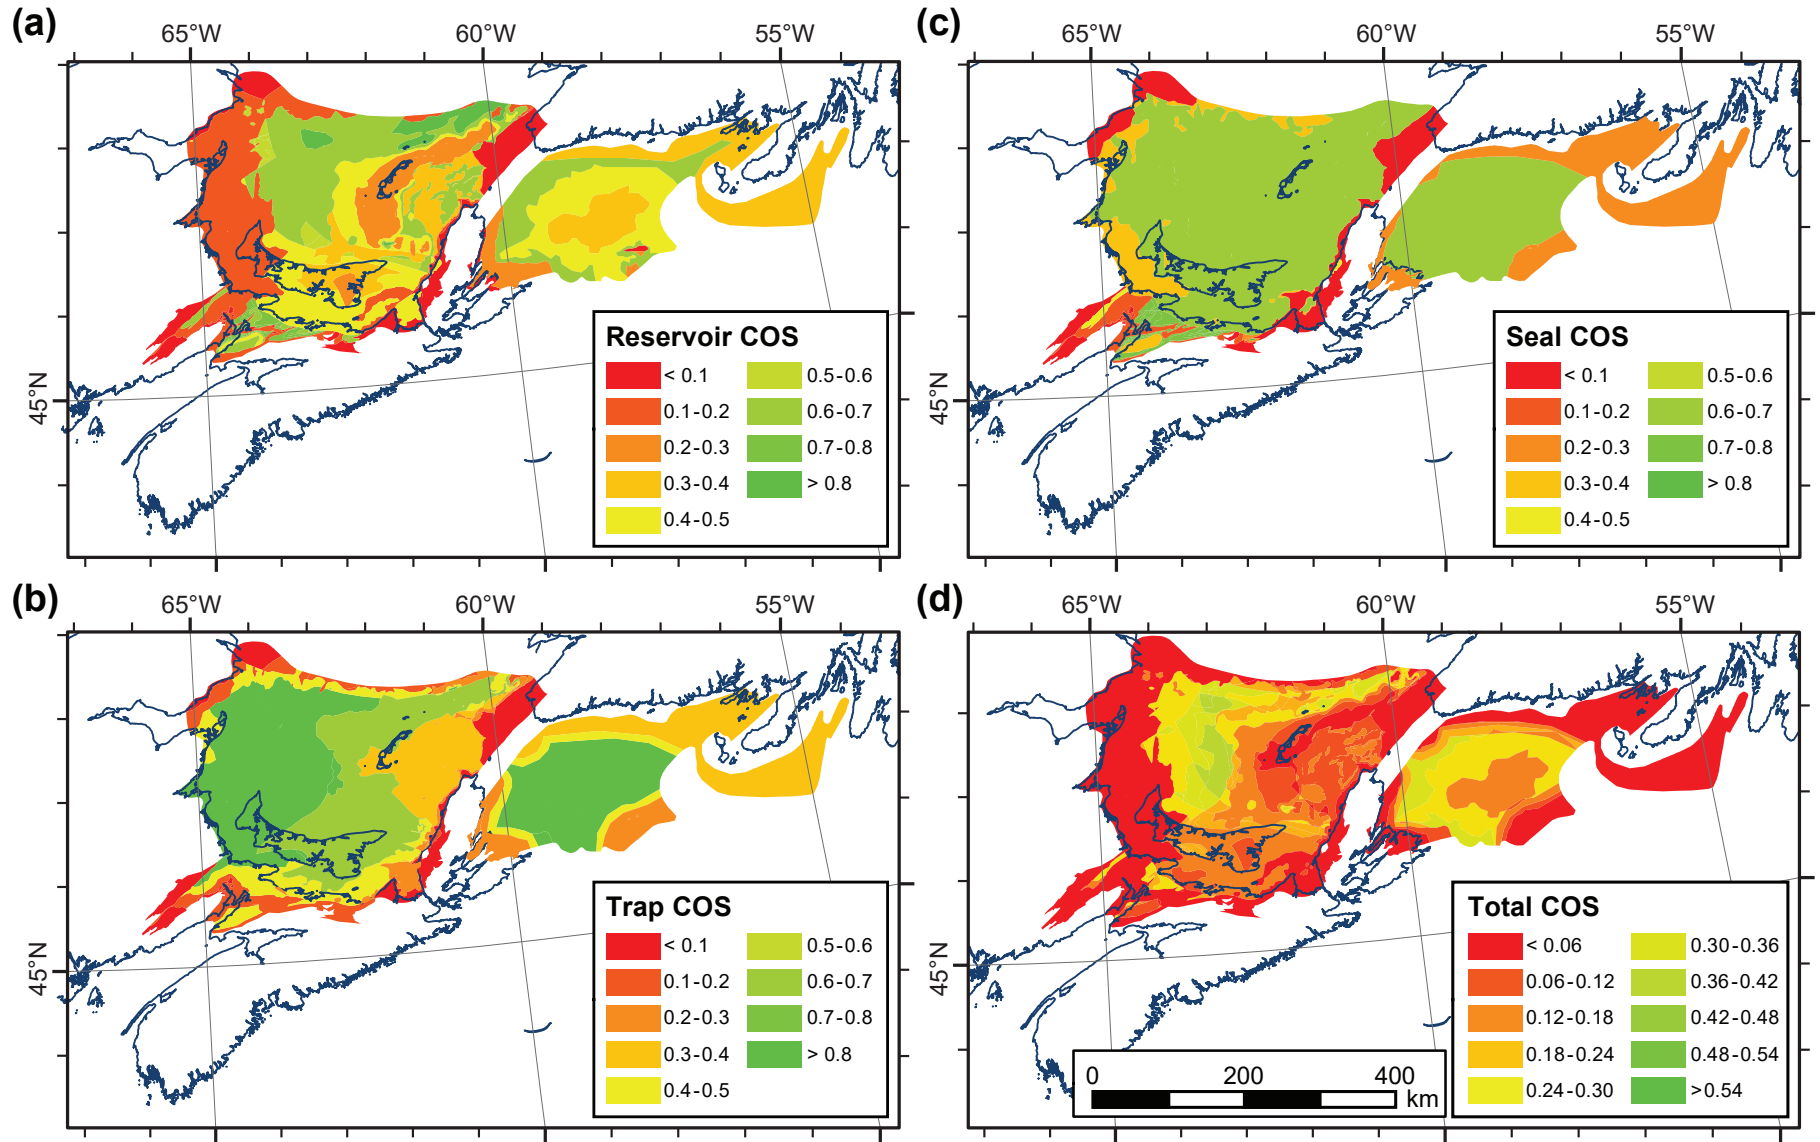 (a)
65°W
60°W
55°W
45°N
Reservoir COS
< 0.1
0.1-0.2
0.2-0.3
0.3-0.4
0.4-0.5
0.5-0.6
0.6-0.7
0.7-0.8
> 0.8
(c)
65°W
60°W
55°W
45°N
Seal COS
< 0.1
0.1-0.2
0.2-0.3
0.3-0.4
0.4-0.5
0.5-0.6
0.6-0.7
0.7-0.8
> 0.8
(b)
65°W
60°W
55°W
45°N
Trap COS
< 0.1
0.1-0.2
0.2-0.3
0.3-0.4
0.4-0.5
0.5-0.6
0.6-0.7
0.7-0.8
> 0.8
(d)
65°W
60°W
55°W
45°N
Total COS
< 0.06
0.06-0.12
0.12-0.18
0.18-0.24
0.24-0.30
0.30-0.36
0.36-0.42
0.42-0.48
0.48-0.54
>0.54
0 200 400
km